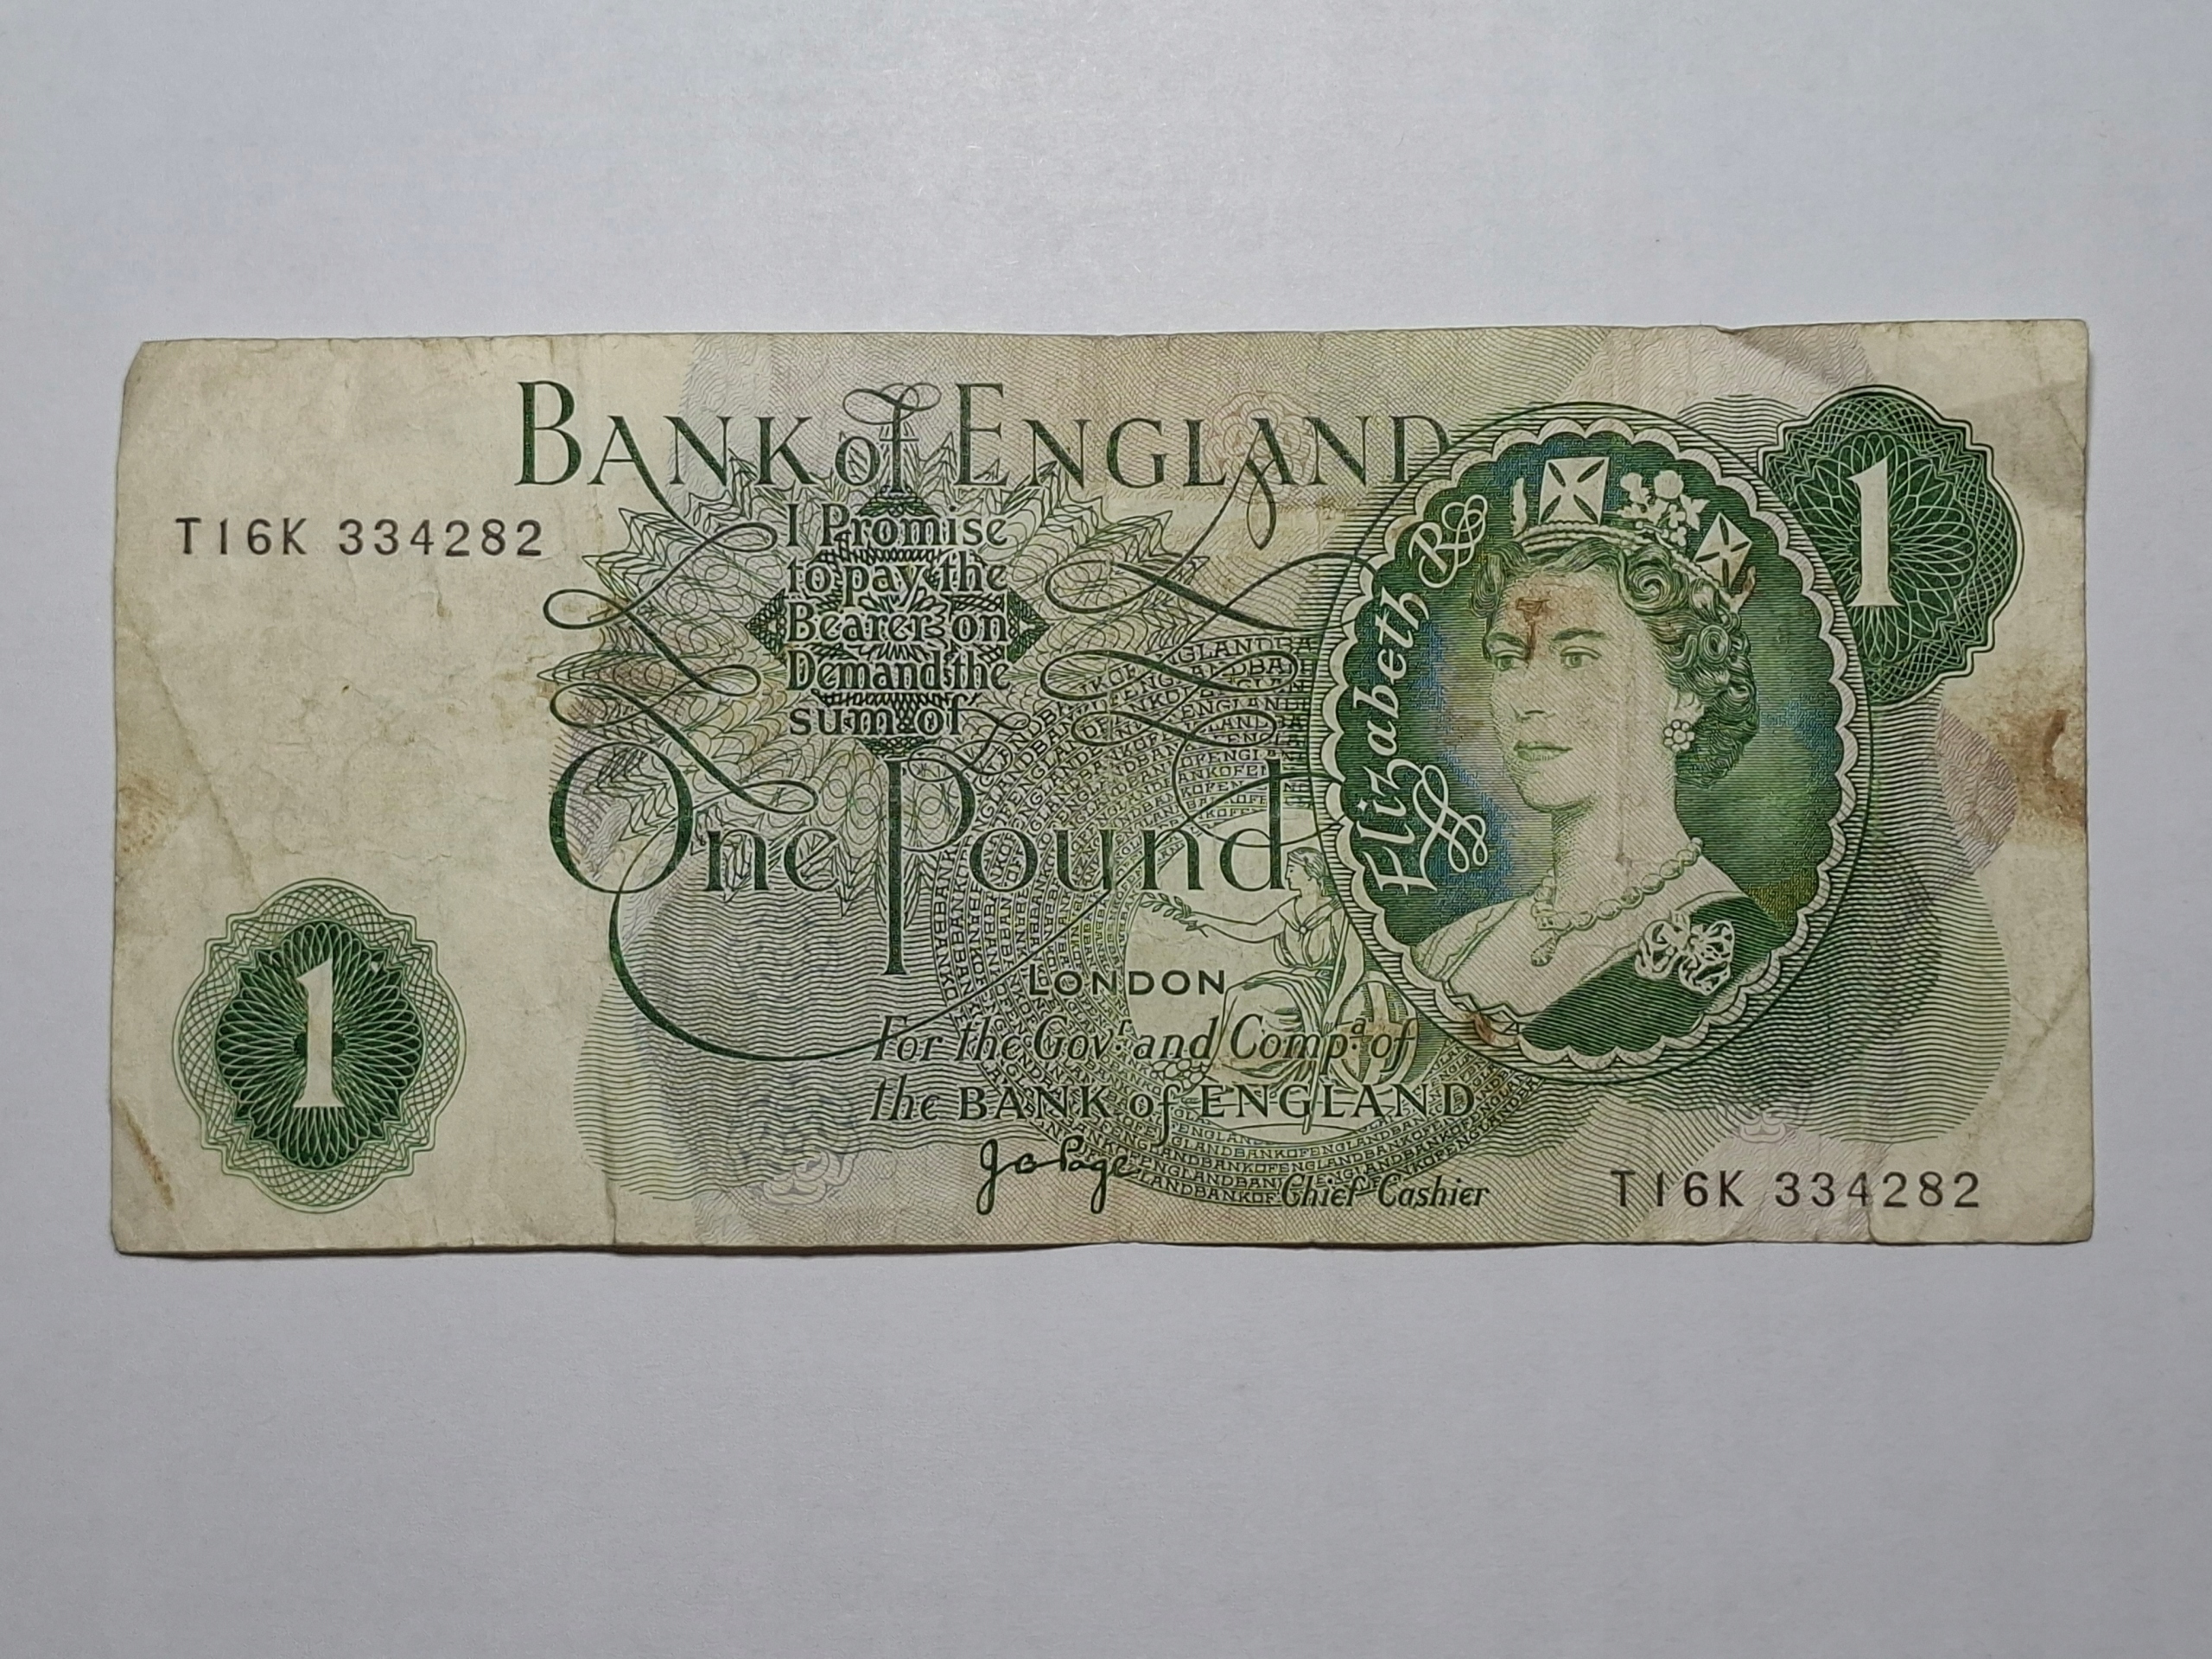 BANK of ENGLAND
T16K 334282
I Promise
to pay the
Bearer on
Demand the
sum of
One Pound
LONDON
For the Govr. and Compa. of
the BANK of ENGLAND
J B Page
Chief Cashier
Elizabeth R
1
1
T16K 334282